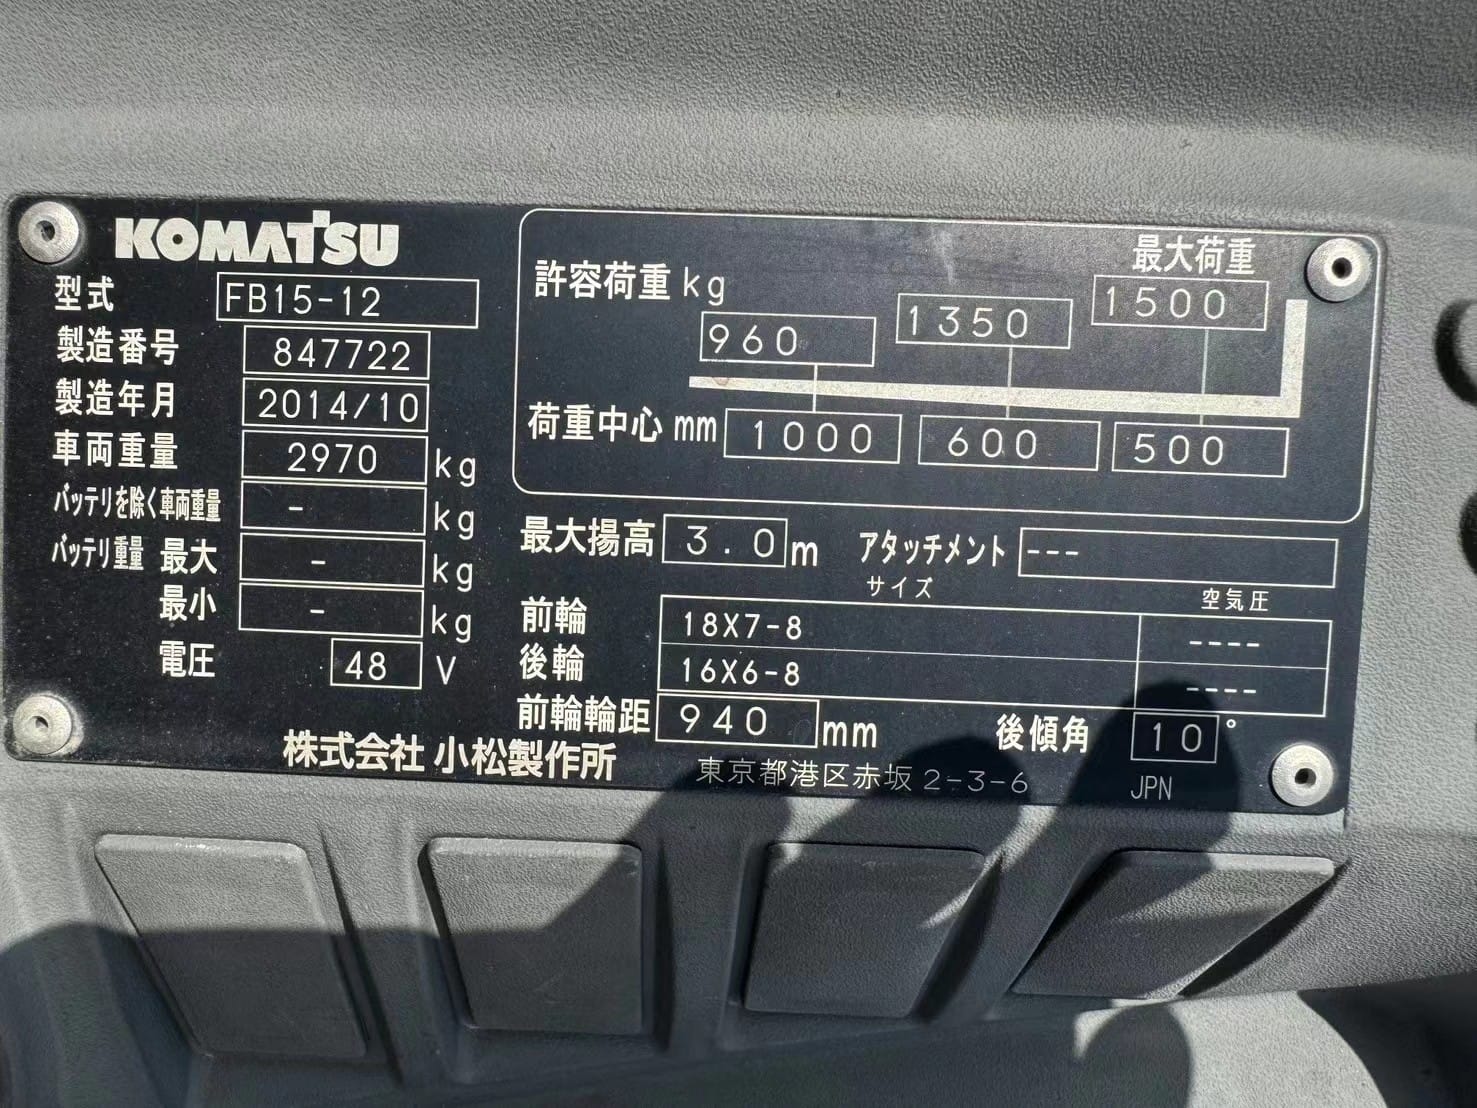 KOMATSU
型式 FB15-12
製造番号 847722
製造年月 2014/10
車両重量 2970 kg
バッテリを除く車両重量 - kg
バッテリ重量 最大 - kg
最小 - kg
電圧 48 V
最大荷重
許容荷重 kg 960 1350 1500
荷重中心 mm 1000 600 500
最大揚高 3.0 m アタッチメント ---
サイズ 空気圧
前輪 18X7-8 ----
後輪 16X6-8 ----
前輪輪距 940 mm 後傾角 10°
株式会社 小松製作所 東京都港区赤坂 2-3-6 JPN